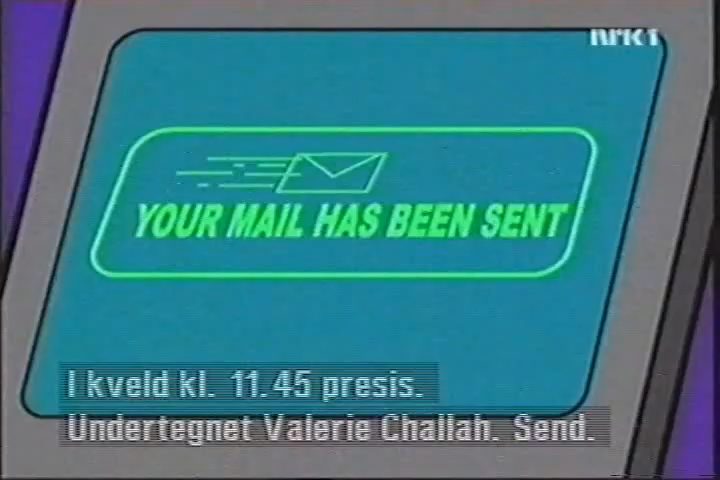 nrk1
YOUR MAIL HAS BEEN SENT
I kveld kl. 11.45 presis.
Undertegnet Valerie Challah. Send.